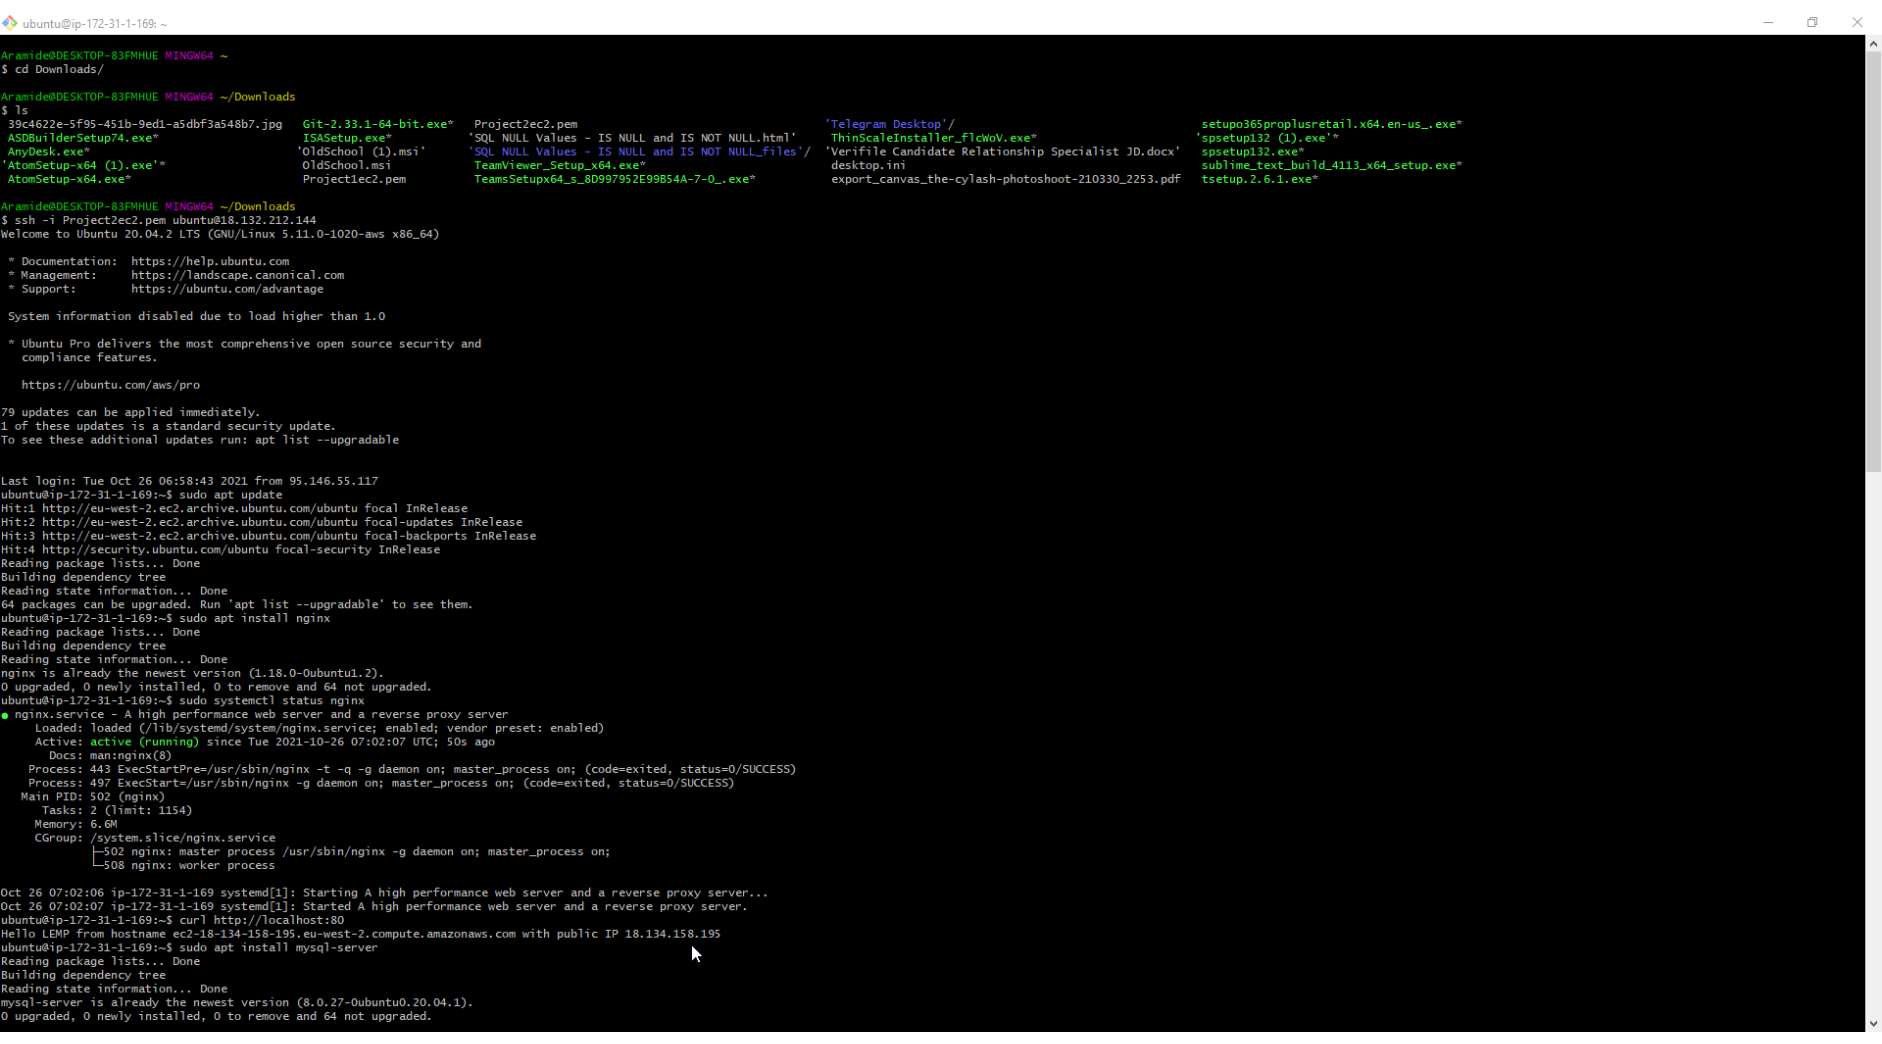 ubuntu@ip-172-31-1-169: ~
Aramide@DESKTOP-83FMHUE MINGW64 ~
$ cd Downloads/
Aramide@DESKTOP-83FMHUE MINGW64 ~/Downloads
$ ls
39c4622e-5f95-451b-9ed1-a5dbf3a548b7.jpg Git-2.33.1-64-bit.exe* Project2ec2.pem 'Telegram Desktop'/ setupo365proplusretail.x64.en-us_.exe*
ASDBuilderSetup74.exe* ISASetup.exe* 'SQL NULL Values - IS NULL and IS NOT NULL.html' ThinScaleInstaller_flcWoV.exe* 'spsetup132 (1).exe'*
AnyDesk.exe* 'OldSchool (1).msi' 'SQL NULL Values - IS NULL and IS NOT NULL_files'/ 'Verifile Candidate Relationship Specialist JD.docx' spsetup132.exe*
'AtomSetup-x64 (1).exe'* OldSchool.msi TeamViewer_Setup_x64.exe* desktop.ini sublime_text_build_4113_x64_setup.exe*
AtomSetup-x64.exe* Project1ec2.pem TeamsSetupx64_s_8D997952E99B54A-7-0_.exe* export_canvas_the-cylash-photoshoot-210330_2253.pdf tsetup.2.6.1.exe*
Aramide@DESKTOP-83FMHUE MINGW64 ~/Downloads
$ ssh -i Project2ec2.pem ubuntu@18.132.212.144
Welcome to Ubuntu 20.04.2 LTS (GNU/Linux 5.11.0-1020-aws x86_64)
* Documentation: https://help.ubuntu.com
* Management: https://landscape.canonical.com
* Support: https://ubuntu.com/advantage
System information disabled due to load higher than 1.0
* Ubuntu Pro delivers the most comprehensive open source security and
compliance features.
https://ubuntu.com/aws/pro
79 updates can be applied immediately.
1 of these updates is a standard security update.
To see these additional updates run: apt list --upgradable
Last login: Tue Oct 26 06:58:43 2021 from 95.146.55.117
ubuntu@ip-172-31-1-169:~$ sudo apt update
Hit:1 http://eu-west-2.ec2.archive.ubuntu.com/ubuntu focal InRelease
Hit:2 http://eu-west-2.ec2.archive.ubuntu.com/ubuntu focal-updates InRelease
Hit:3 http://eu-west-2.ec2.archive.ubuntu.com/ubuntu focal-backports InRelease
Hit:4 http://security.ubuntu.com/ubuntu focal-security InRelease
Reading package lists... Done
Building dependency tree
Reading state information... Done
64 packages can be upgraded. Run 'apt list --upgradable' to see them.
ubuntu@ip-172-31-1-169:~$ sudo apt install nginx
Reading package lists... Done
Building dependency tree
Reading state information... Done
nginx is already the newest version (1.18.0-0ubuntu1.2).
0 upgraded, 0 newly installed, 0 to remove and 64 not upgraded.
ubuntu@ip-172-31-1-169:~$ sudo systemctl status nginx
● nginx.service - A high performance web server and a reverse proxy server
Loaded: loaded (/lib/systemd/system/nginx.service; enabled; vendor preset: enabled)
Active: active (running) since Tue 2021-10-26 07:02:07 UTC; 50s ago
Docs: man:nginx(8)
Process: 443 ExecStartPre=/usr/sbin/nginx -t -q -g daemon on; master_process on; (code=exited, status=0/SUCCESS)
Process: 497 ExecStart=/usr/sbin/nginx -g daemon on; master_process on; (code=exited, status=0/SUCCESS)
Main PID: 502 (nginx)
Tasks: 2 (limit: 1154)
Memory: 6.6M
CGroup: /system.slice/nginx.service
├─502 nginx: master process /usr/sbin/nginx -g daemon on; master_process on;
└─508 nginx: worker process
Oct 26 07:02:06 ip-172-31-1-169 systemd[1]: Starting A high performance web server and a reverse proxy server...
Oct 26 07:02:07 ip-172-31-1-169 systemd[1]: Started A high performance web server and a reverse proxy server.
ubuntu@ip-172-31-1-169:~$ curl http://localhost:80
Hello LEMP from hostname ec2-18-134-158-195.eu-west-2.compute.amazonaws.com with public IP 18.134.158.195
ubuntu@ip-172-31-1-169:~$ sudo apt install mysql-server
Reading package lists... Done
Building dependency tree
Reading state information... Done
mysql-server is already the newest version (8.0.27-0ubuntu0.20.04.1).
0 upgraded, 0 newly installed, 0 to remove and 64 not upgraded.